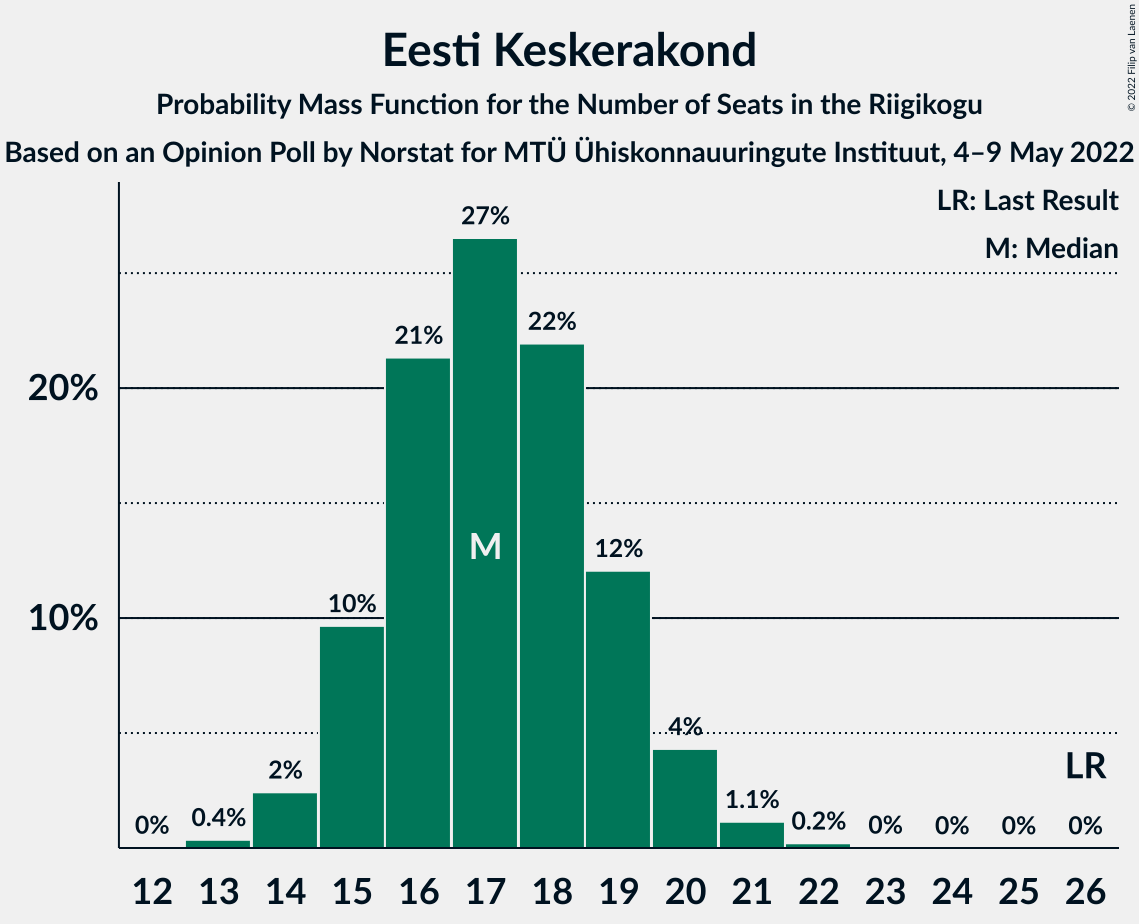 Eesti Keskerakond
Probability Mass Function for the Number of Seats in the Riigikogu
Based on an Opinion Poll by Norstat for MTÜ Ühiskonnauuringute Instituut, 4–9 May 2022
© 2022 Filip van Laenen
LR: Last Result
M: Median
27%
22%
21%
20%
M
12%
10%
10%
4%
LR
2%
1.1%
0.4%
0.2%
0%
0%
0%
0%
0%
12 13 14 15 16 17 18 19 20 21 22 23 24 25 26